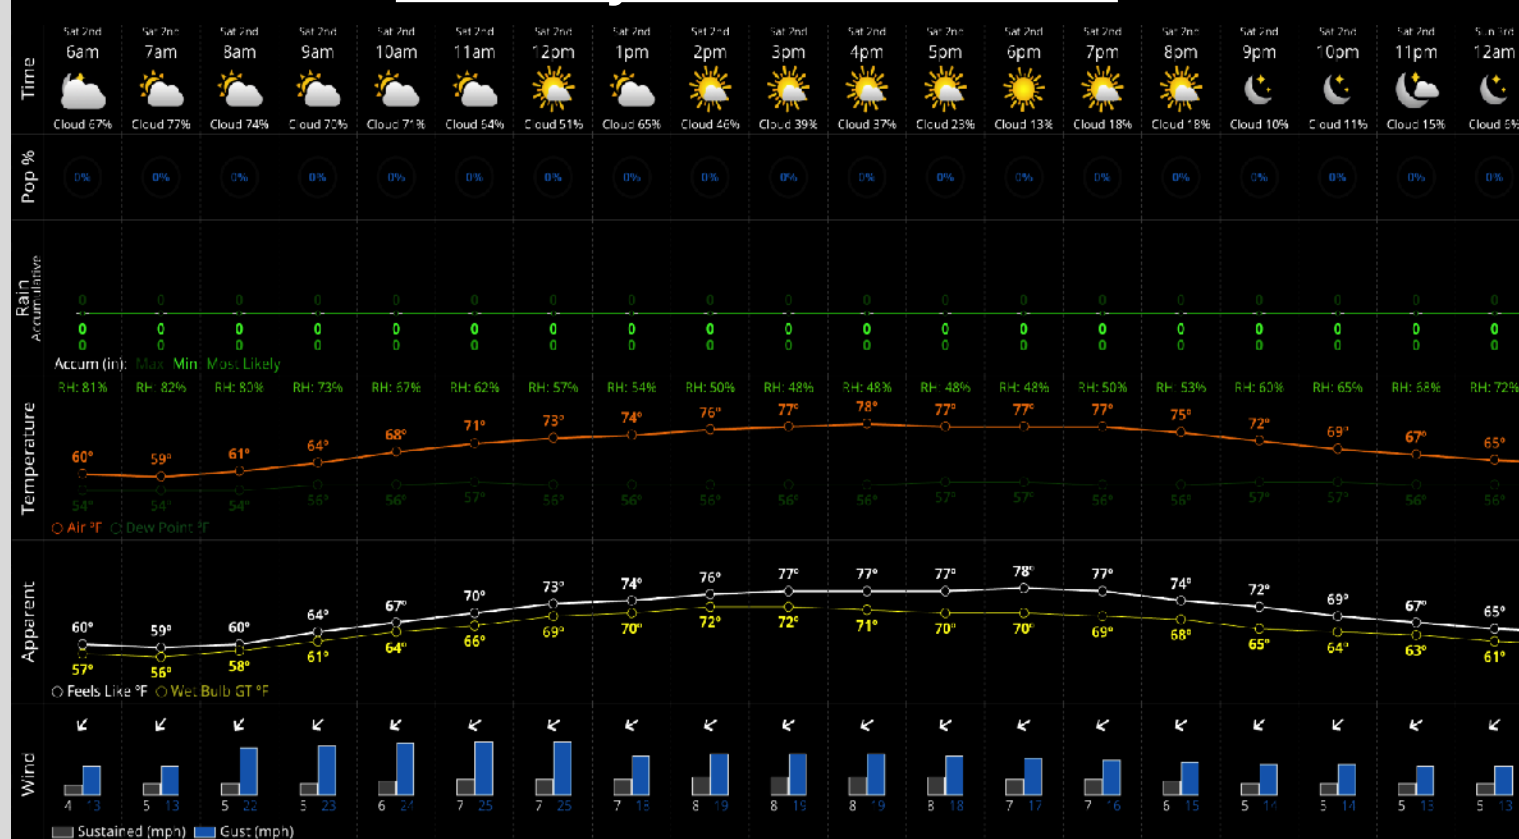 Sat 2nd Sat 2nd Sat 2nd Sat 2nd Sat 2nd Sat 2nd Sat 2nd Sat 2nd Sat 2nd Sat 2nd Sat 2nd Sat 2nd Sat 2nd Sat 2nd Sat 2nd Sat 2nd Sat 2nd Sat 2nd Sun 3rd
6am 7am 8am 9am 10am 11am 12pm 1pm 2pm 3pm 4pm 5pm 6pm 7pm 8pm 9pm 10pm 11pm 12am
Time
Cloud 67% Cloud 77% Cloud 74% Cloud 70% Cloud 71% Cloud 64% Cloud 51% Cloud 65% Cloud 46% Cloud 39% Cloud 37% Cloud 23% Cloud 13% Cloud 18% Cloud 18% Cloud 10% Cloud 11% Cloud 15% Cloud 6%
Pop %
0% 0% 0% 0% 0% 0% 0% 0% 0% 0% 0% 0% 0% 0% 0% 0% 0% 0% 0%
Rain
Accumulative
0 0 0 0 0 0 0 0 0 0 0 0 0 0 0 0 0 0 0
0 0 0 0 0 0 0 0 0 0 0 0 0 0 0 0 0 0 0
0 0 0 0 0 0 0 0 0 0 0 0 0 0 0 0 0 0 0
Accum (in): Max Min Most Likely
RH: 81% RH: 82% RH: 80% RH: 73% RH: 67% RH: 62% RH: 57% RH: 54% RH: 50% RH: 48% RH: 48% RH: 48% RH: 48% RH: 50% RH: 53% RH: 60% RH: 65% RH: 68% RH: 72%
Temperature
60° 59° 61° 64° 68° 71° 73° 74° 76° 77° 78° 77° 77° 77° 75° 72° 69° 67° 65°
54° 54° 54° 56° 56° 57° 56° 56° 56° 56° 56° 57° 57° 56° 56° 57° 57° 56° 56°
Air °F Dew Point °F
Apparent
60° 59° 60° 64° 67° 70° 73° 74° 76° 77° 77° 77° 78° 77° 74° 72° 69° 67° 65°
57° 56° 58° 61° 64° 66° 69° 70° 72° 72° 71° 70° 70° 69° 68° 65° 64° 63° 61°
Feels Like °F Wet Bulb GT °F
Wind
4 13 5 13 5 22 5 23 6 24 7 25 7 25 7 18 8 19 8 19 8 19 8 18 7 17 7 16 6 15 5 14 5 14 5 13 5 13
Sustained (mph) Gust (mph)